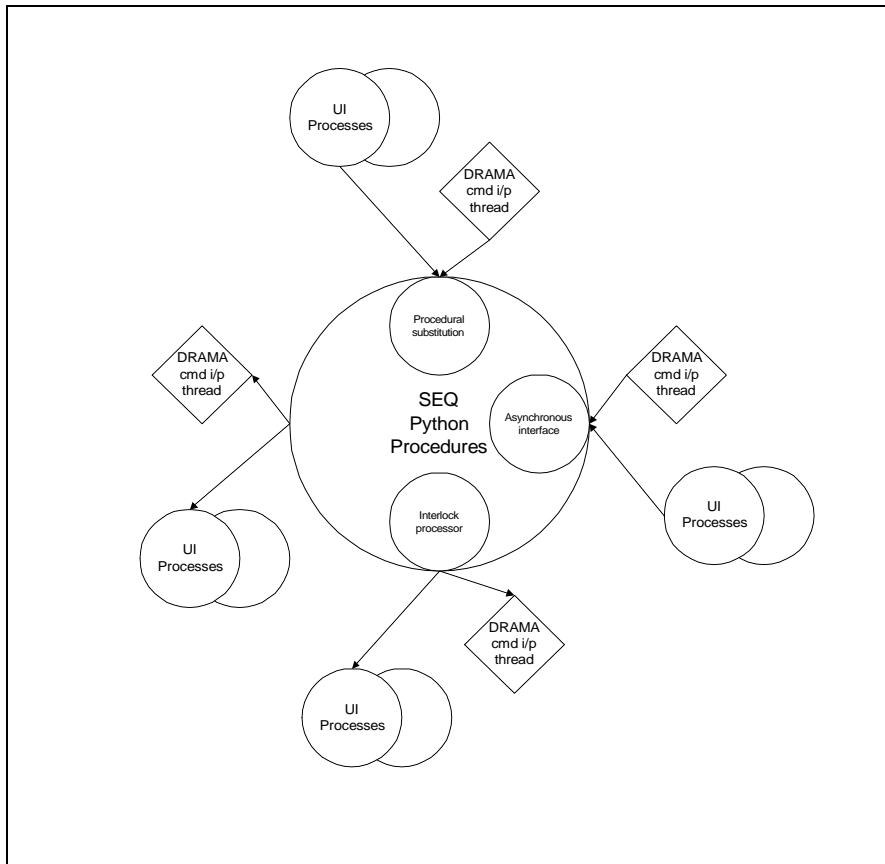 UI
Processes
DRAMA
cmd i/p
thread
Procedural
substitution
DRAMA
cmd i/p
thread
DRAMA
cmd i/p
thread
SEQ
Python
Procedures
Asynchronous
interface
Interlock
processor
UI
Processes
UI
Processes
DRAMA
cmd i/p
thread
UI
Processes